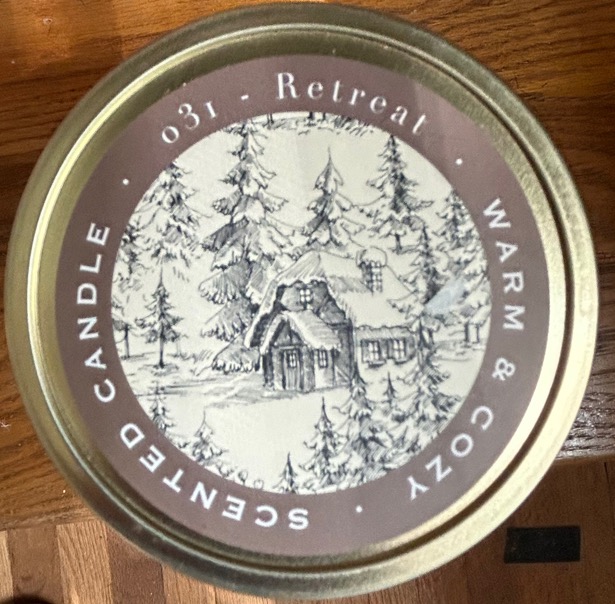 031 - Retreat
WARM & COZY
SCENTED CANDLE